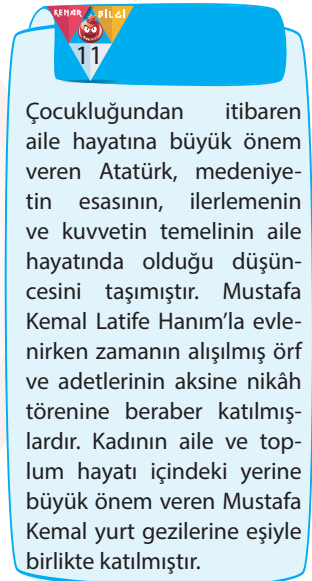 KENAR BİLGİ
11
Çocukluğundan itibaren
aile hayatına büyük önem
veren Atatürk, medeniye-
tin esasının, ilerlemenin
ve kuvvetin temelinin aile
hayatında olduğu düşün-
cesini taşımıştır. Mustafa
Kemal Latife Hanım’la evle-
nirken zamanın alışılmış örf
ve adetlerinin aksine nikâh
törenine beraber katılmış-
lardır. Kadının aile ve top-
lum hayatı içindeki yerine
büyük önem veren Mustafa
Kemal yurt gezilerine eşiyle
birlikte katılmıştır.